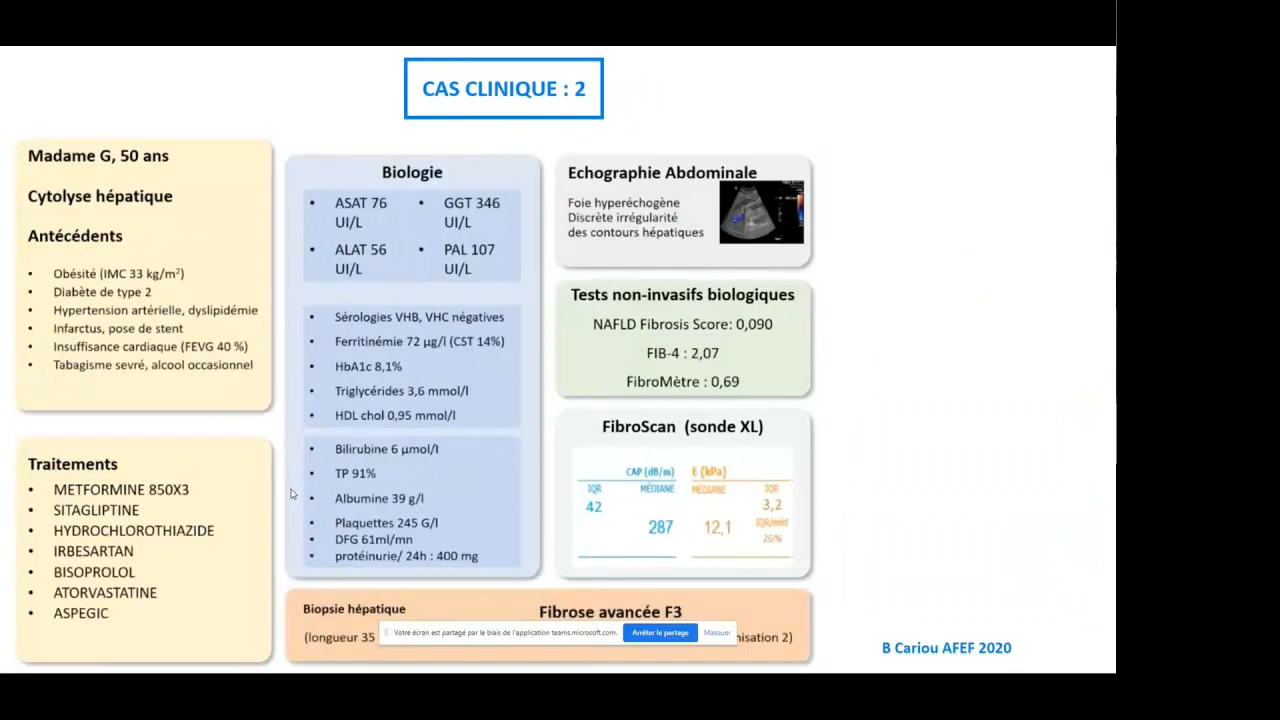 CAS CLINIQUE : 2
Madame G, 50 ans
Cytolyse hépatique
Antécédents
• Obésité (IMC 33 kg/m²)
• Diabète de type 2
• Hypertension artérielle, dyslipidémie
• Infarctus, pose de stent
• Insuffisance cardiaque (FEVG 40 %)
• Tabagisme sevré, alcool occasionnel
Traitements
• METFORMINE 850X3
• SITAGLIPTINE
• HYDROCHLOROTHIAZIDE
• IRBESARTAN
• BISOPROLOL
• ATORVASTATINE
• ASPEGIC
Biologie
• ASAT 76
UI/L
• ALAT 56
UI/L
• GGT 346
UI/L
• PAL 107
UI/L
• Sérologies VHB, VHC négatives
• Ferritinémie 72 µg/l (CST 14%)
• HbA1c 8,1%
• Triglycérides 3,6 mmol/l
• HDL chol 0,95 mmol/l
• Bilirubine 6 µmol/l
• TP 91%
• Albumine 39 g/l
• Plaquettes 245 G/l
• DFG 61ml/mn
• protéinurie/ 24h : 400 mg
Echographie Abdominale
Foie hyperéchogène
Discrète irrégularité
des contours hépatiques
Tests non-invasifs biologiques
NAFLD Fibrosis Score: 0,090
FIB-4 : 2,07
FibroMètre : 0,69
FibroScan (sonde XL)
CAP (dB/m) E (kPa)
IQR MÉDIANE MÉDIANE IQR
42 3,2
287 12,1 IQR/méd
26%
Biopsie hépatique Fibrose avancée F3
(longueur 35 nisation 2)
Votre écran est partagé par le biais de l'application teams.microsoft.com. Arrêter le partage Masquer
B Cariou AFEF 2020